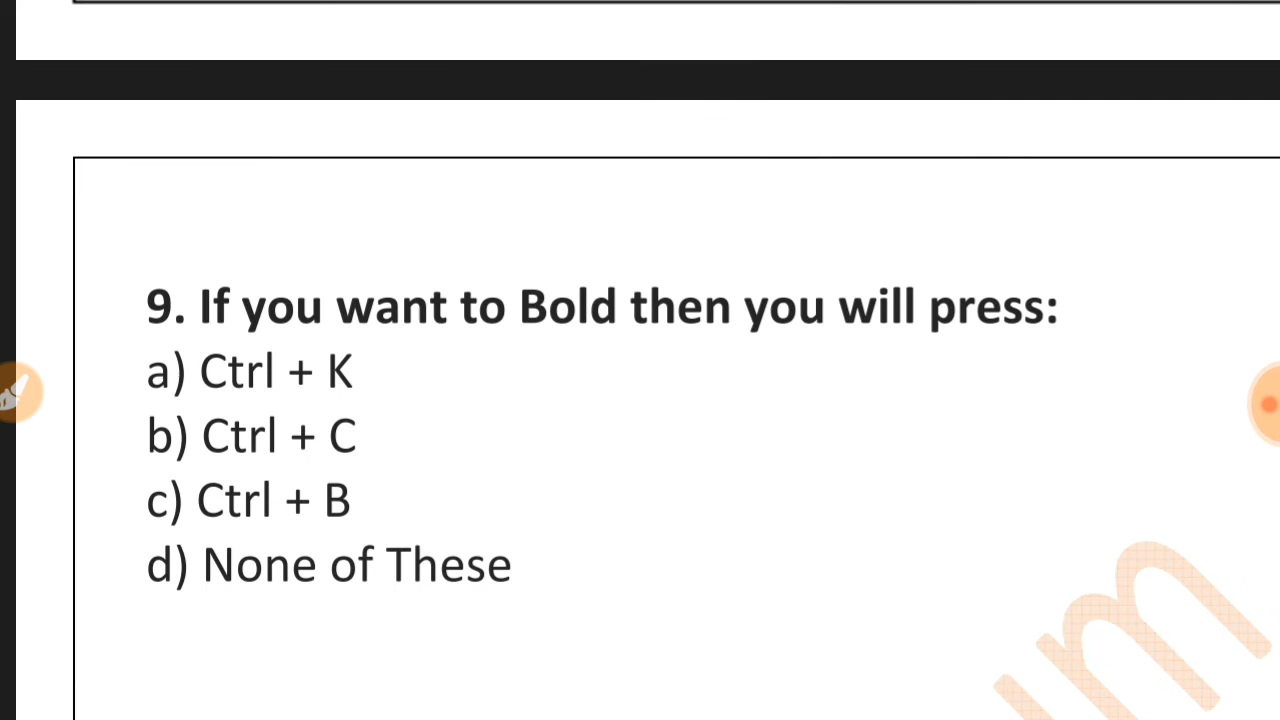 9. If you want to Bold then you will press:
a) Ctrl + K
b) Ctrl + C
c) Ctrl + B
d) None of These